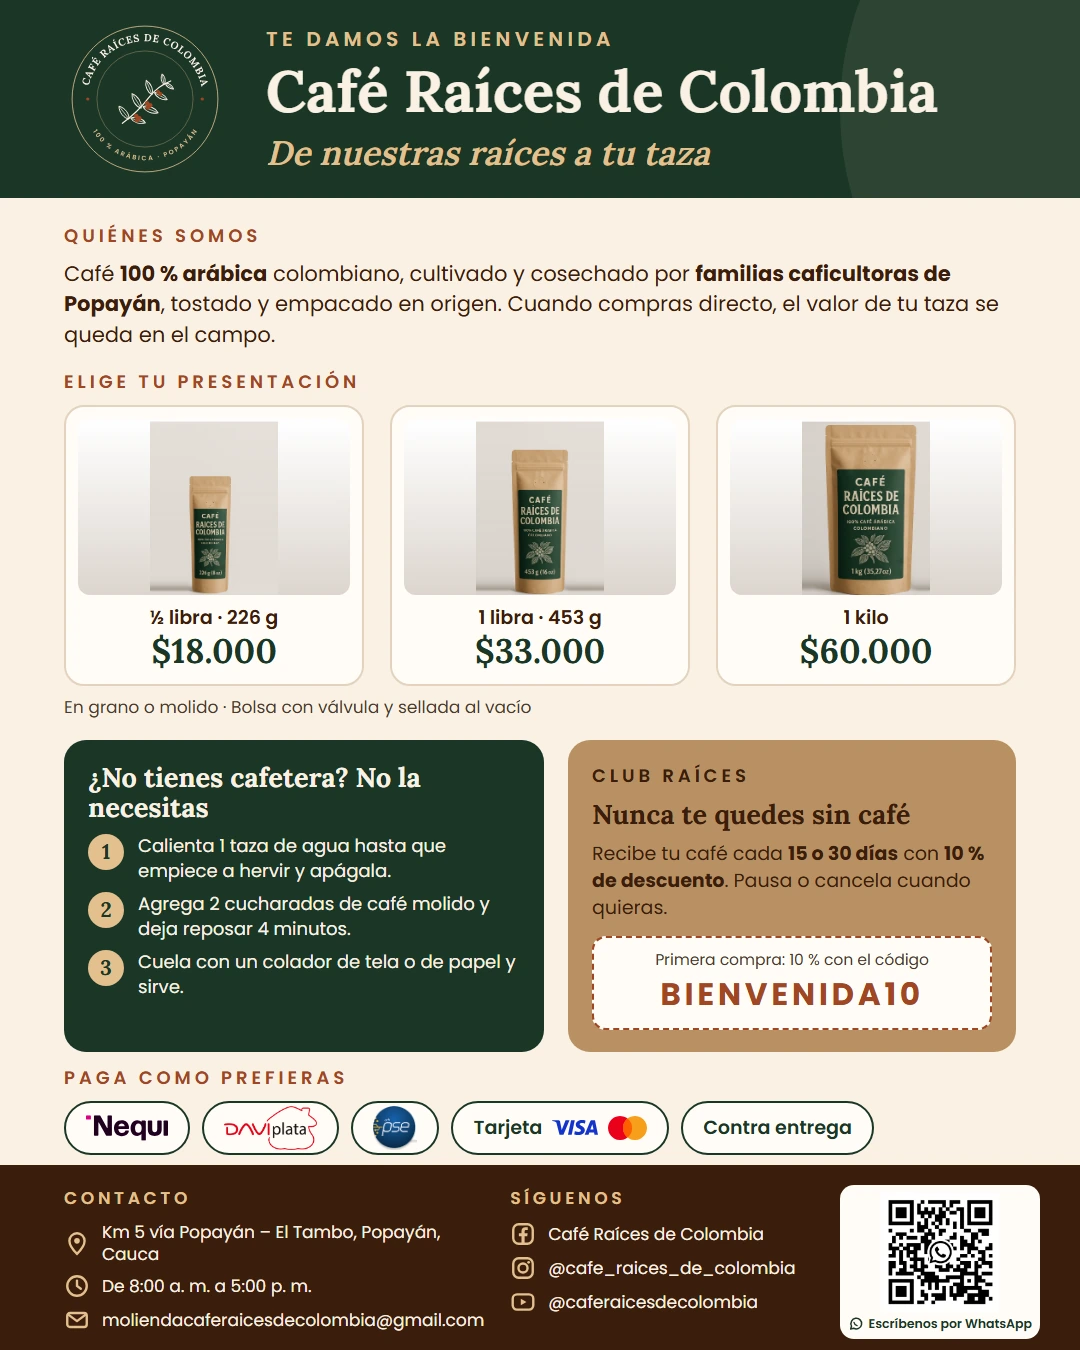 CAFÉ RAÍCES DE COLOMBIA
100 % ARÁBICA · POPAYÁN
TE DAMOS LA BIENVENIDA
Café Raíces de Colombia
De nuestras raíces a tu taza
QUIÉNES SOMOS
Café 100 % arábica colombiano, cultivado y cosechado por familias caficultoras de
Popayán, tostado y empacado en origen. Cuando compras directo, el valor de tu taza se
queda en el campo.
ELIGE TU PRESENTACIÓN
CAFÉ
RAÍCES DE
COLOMBIA
½ libra · 226 g
$18.000
CAFÉ
RAÍCES DE
COLOMBIA
453 g (16 oz)
1 libra · 453 g
$33.000
CAFÉ
RAÍCES DE
COLOMBIA
100% CAFÉ ARÁBICA
COLOMBIANO
1 kg (35.27oz)
1 kilo
$60.000
En grano o molido · Bolsa con válvula y sellada al vacío
¿No tienes cafetera? No la
necesitas
1 Calienta 1 taza de agua hasta que
empiece a hervir y apágala.
2 Agrega 2 cucharadas de café molido y
deja reposar 4 minutos.
3 Cuela con un colador de tela o de papel y
sirve.
CLUB RAÍCES
Nunca te quedes sin café
Recibe tu café cada 15 o 30 días con 10 %
de descuento. Pausa o cancela cuando
quieras.
Primera compra: 10 % con el código
BIENVENIDA10
PAGA COMO PREFIERAS
Nequi
DAVIplata
pse
Tarjeta VISA
Contra entrega
CONTACTO
Km 5 vía Popayán – El Tambo, Popayán,
Cauca
De 8:00 a. m. a 5:00 p. m.
moliendacaferaicesdecolombia@gmail.com
SÍGUENOS
Café Raíces de Colombia
@cafe_raices_de_colombia
@caferaicesdecolombia
Escríbenos por WhatsApp